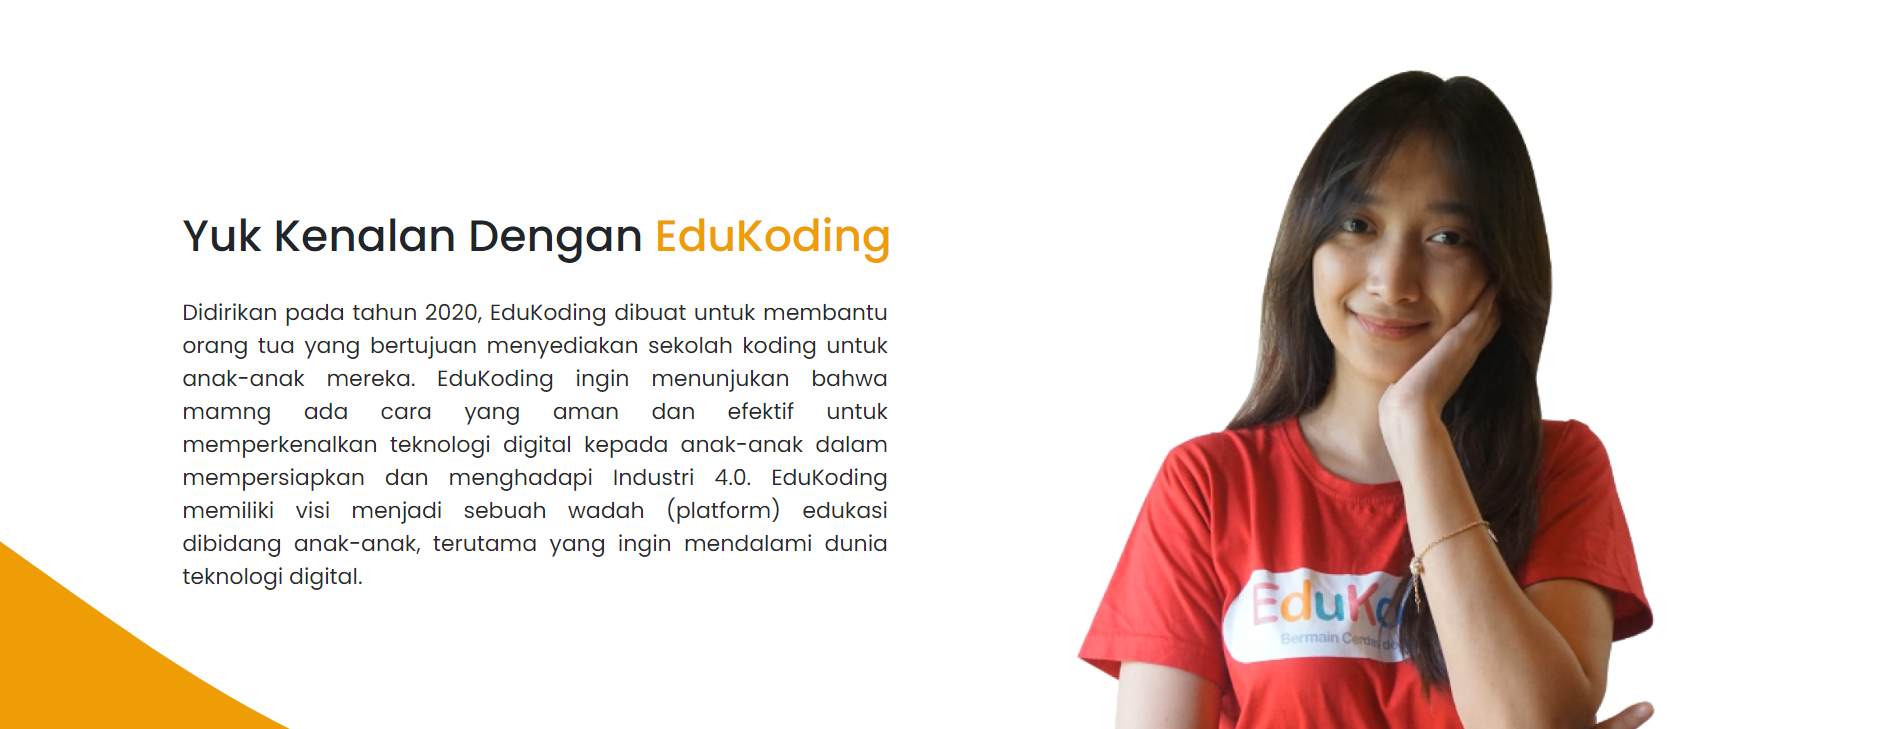 Yuk Kenalan Dengan EduKoding
Didirikan pada tahun 2020, EduKoding dibuat untuk membantu
orang tua yang bertujuan menyediakan sekolah koding untuk
anak-anak mereka. EduKoding ingin menunjukan bahwa
mamng ada cara yang aman dan efektif untuk
memperkenalkan teknologi digital kepada anak-anak dalam
mempersiapkan dan menghadapi Industri 4.0. EduKoding
memiliki visi menjadi sebuah wadah (platform) edukasi
dibidang anak-anak, terutama yang ingin mendalami dunia
teknologi digital.
EduKo
Bermain Cerdas de